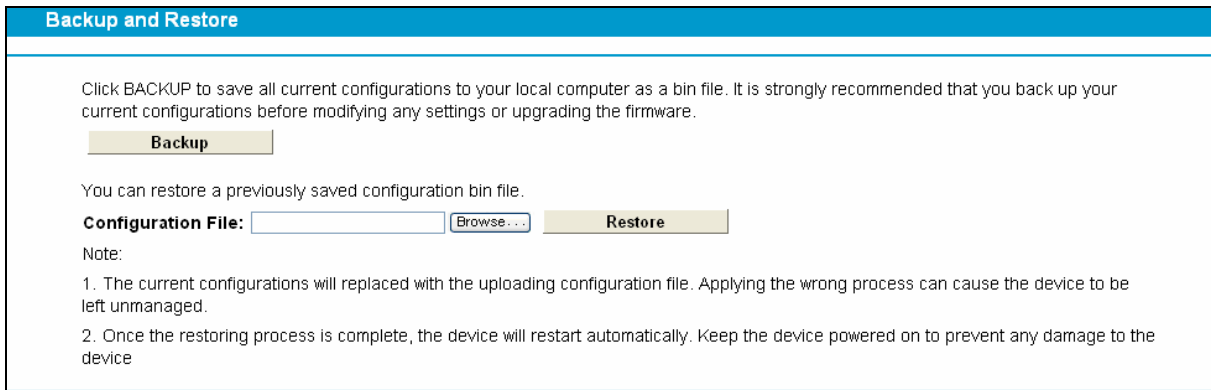 Backup and Restore
Click BACKUP to save all current configurations to your local computer as a bin file. It is strongly recommended that you back up your
current configurations before modifying any settings or upgrading the firmware.
Backup
You can restore a previously saved configuration bin file.
Configuration File: Browse... Restore
Note:
1. The current configurations will replaced with the uploading configuration file. Applying the wrong process can cause the device to be
left unmanaged.
2. Once the restoring process is complete, the device will restart automatically. Keep the device powered on to prevent any damage to the
device